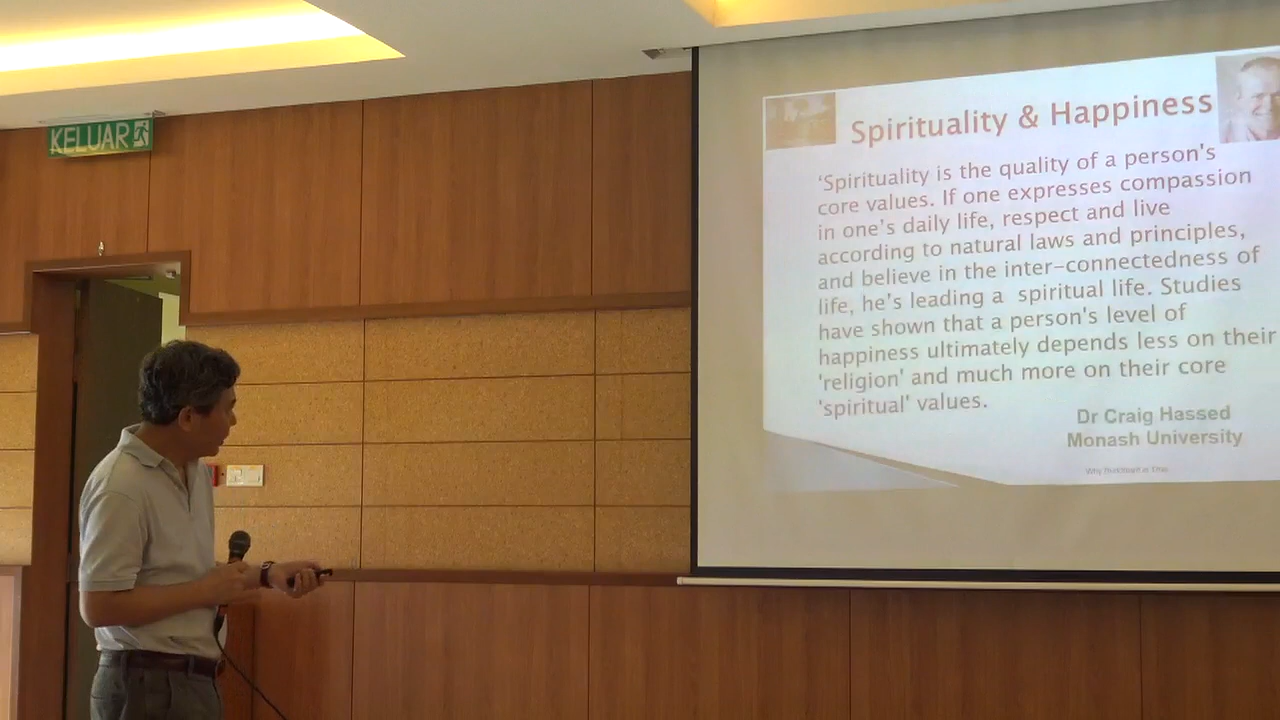 KELUAR
Spirituality & Happiness
‘Spirituality is the quality of a person's
core values. If one expresses compassion
in one’s daily life, respect and live
according to natural laws and principles,
and believe in the inter-connectedness of
life, he’s leading a spiritual life. Studies
have shown that a person's level of
happiness ultimately depends less on their
'religion' and much more on their core
'spiritual' values.
Dr Craig Hassed
Monash University
Why